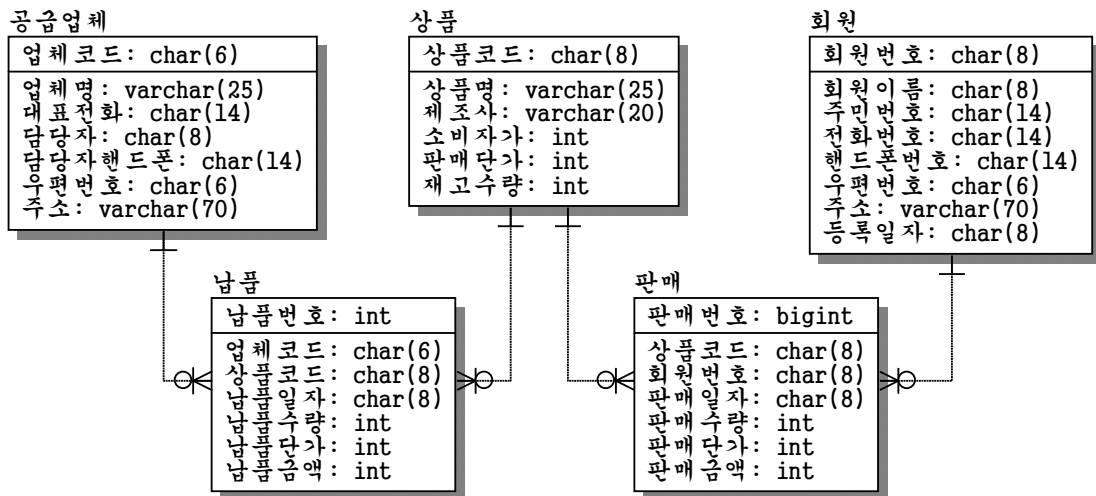 공급업체
업체코드: char(6)
업체명: varchar(25)
대표전화: char(14)
담당자: char(8)
담당자핸드폰: char(14)
우편번호: char(6)
주소: varchar(70)
상품
상품코드: char(8)
상품명: varchar(25)
제조사: varchar(20)
소비자가: int
판매단가: int
재고수량: int
회원
회원번호: char(8)
회원이름: char(8)
주민번호: char(14)
전화번호: char(14)
핸드폰번호: char(14)
우편번호: char(6)
주소: varchar(70)
등록일자: char(8)
납품
납품번호: int
업체코드: char(6)
상품코드: char(8)
납품일자: char(8)
납품수량: int
납품단가: int
납품금액: int
판매
판매번호: bigint
상품코드: char(8)
회원번호: char(8)
판매일자: char(8)
판매수량: int
판매단가: int
판매금액: int